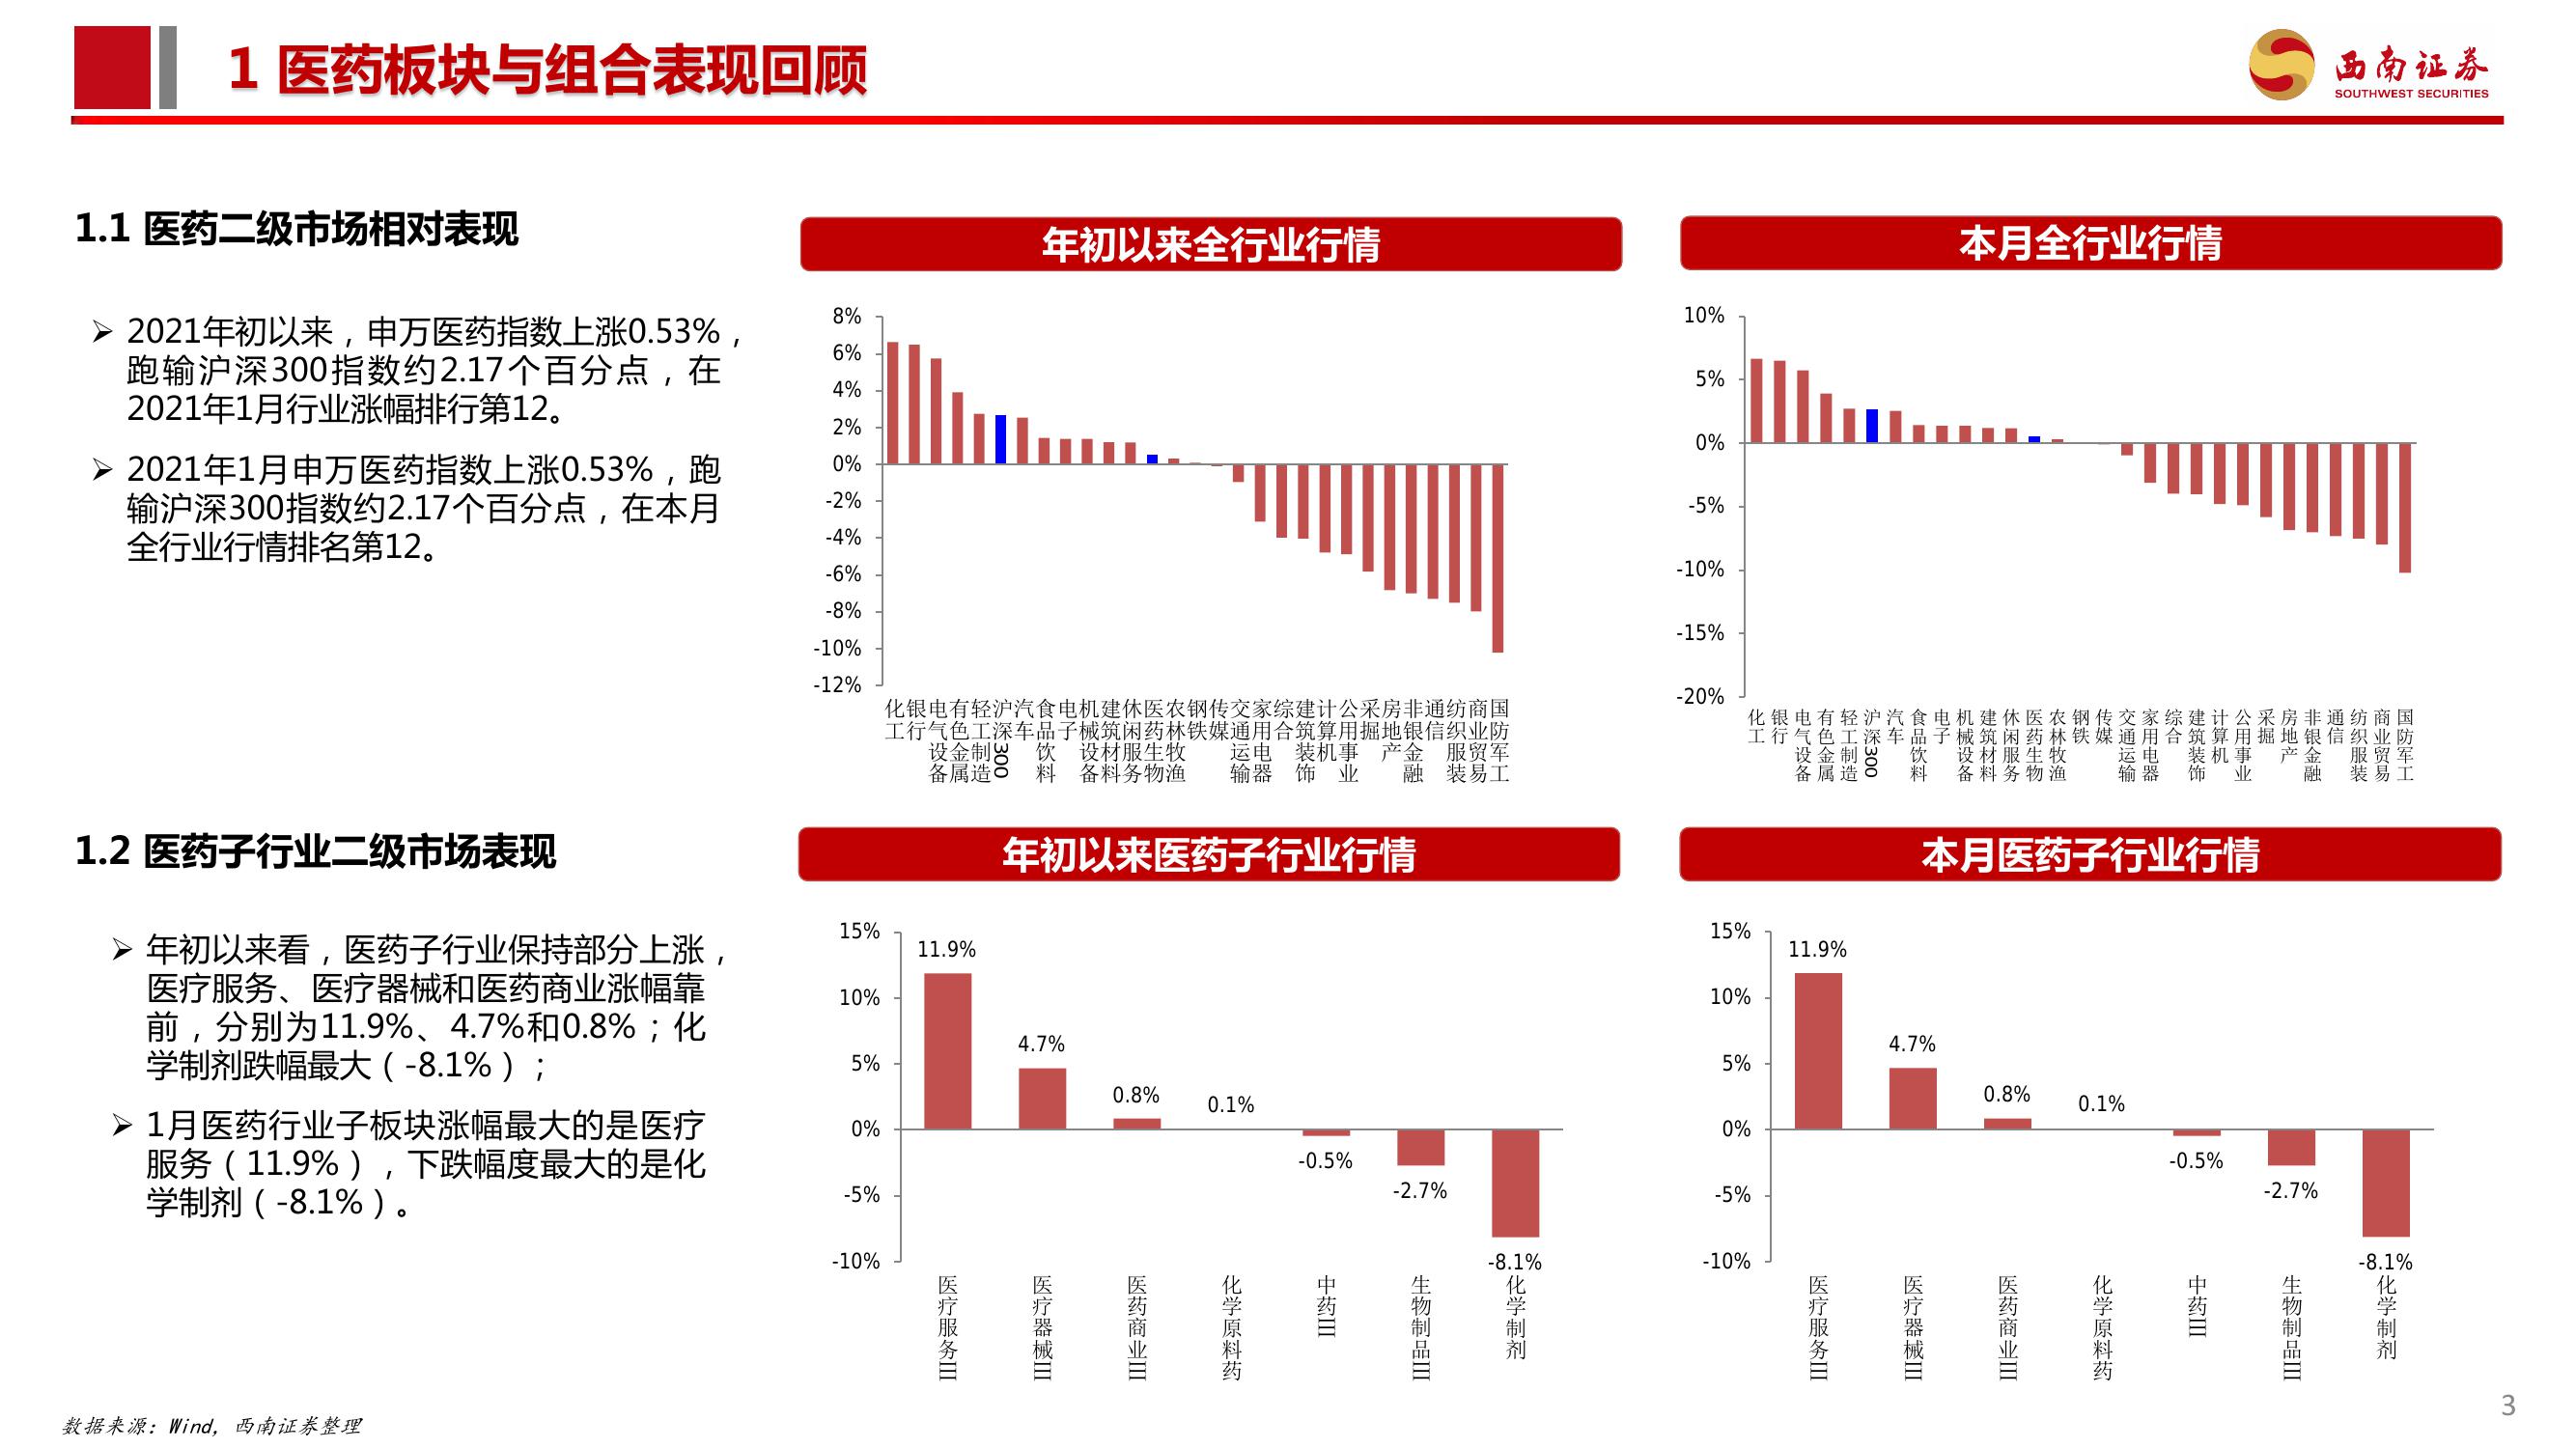 1 医药板块与组合表现回顾
西南证券
SOUTHWEST SECURITIES
1.1 医药二级市场相对表现
➢ 2021年初以来，申万医药指数上涨0.53%，
跑输沪深300指数约2.17个百分点，在
2021年1月行业涨幅排行第12。
➢ 2021年1月申万医药指数上涨0.53%，跑
输沪深300指数约2.17个百分点，在本月
全行业行情排名第12。
年初以来全行业行情
8%
6%
4%
2%
0%
-2%
-4%
-6%
-8%
-10%
-12%
化工
银行
电气设备
有色金属
轻工制造
沪深300
汽车
食品饮料
电子
机械设备
建筑材料
休闲服务
医药生物
农林牧渔
钢铁
传媒
交通运输
家用电器
综合
建筑装饰
计算机
公用事业
采掘
房地产
非银金融
通信
纺织服装
商业贸易
国防军工
本月全行业行情
10%
5%
0%
-5%
-10%
-15%
-20%
化工
银行
电气设备
有色金属
轻工制造
沪深300
汽车
食品饮料
电子
机械设备
建筑材料
休闲服务
医药生物
农林牧渔
钢铁
传媒
交通运输
家用电器
综合
建筑装饰
计算机
公用事业
采掘
房地产
非银金融
通信
纺织服装
商业贸易
国防军工
1.2 医药子行业二级市场表现
➢ 年初以来看，医药子行业保持部分上涨，
医疗服务、医疗器械和医药商业涨幅靠
前，分别为11.9%、4.7%和0.8%；化
学制剂跌幅最大（-8.1%）；
➢ 1月医药行业子板块涨幅最大的是医疗
服务（11.9%），下跌幅度最大的是化
学制剂（-8.1%）。
年初以来医药子行业行情
15%
10%
5%
0%
-5%
-10%
11.9%
4.7%
0.8%
0.1%
-0.5%
-2.7%
-8.1%
医疗服务III
医疗器械III
医药商业III
化学原料药
中药III
生物制品III
化学制剂
本月医药子行业行情
15%
10%
5%
0%
-5%
-10%
11.9%
4.7%
0.8%
0.1%
-0.5%
-2.7%
-8.1%
医疗服务III
医疗器械III
医药商业III
化学原料药
中药III
生物制品III
化学制剂
数据来源：Wind，西南证券整理
3